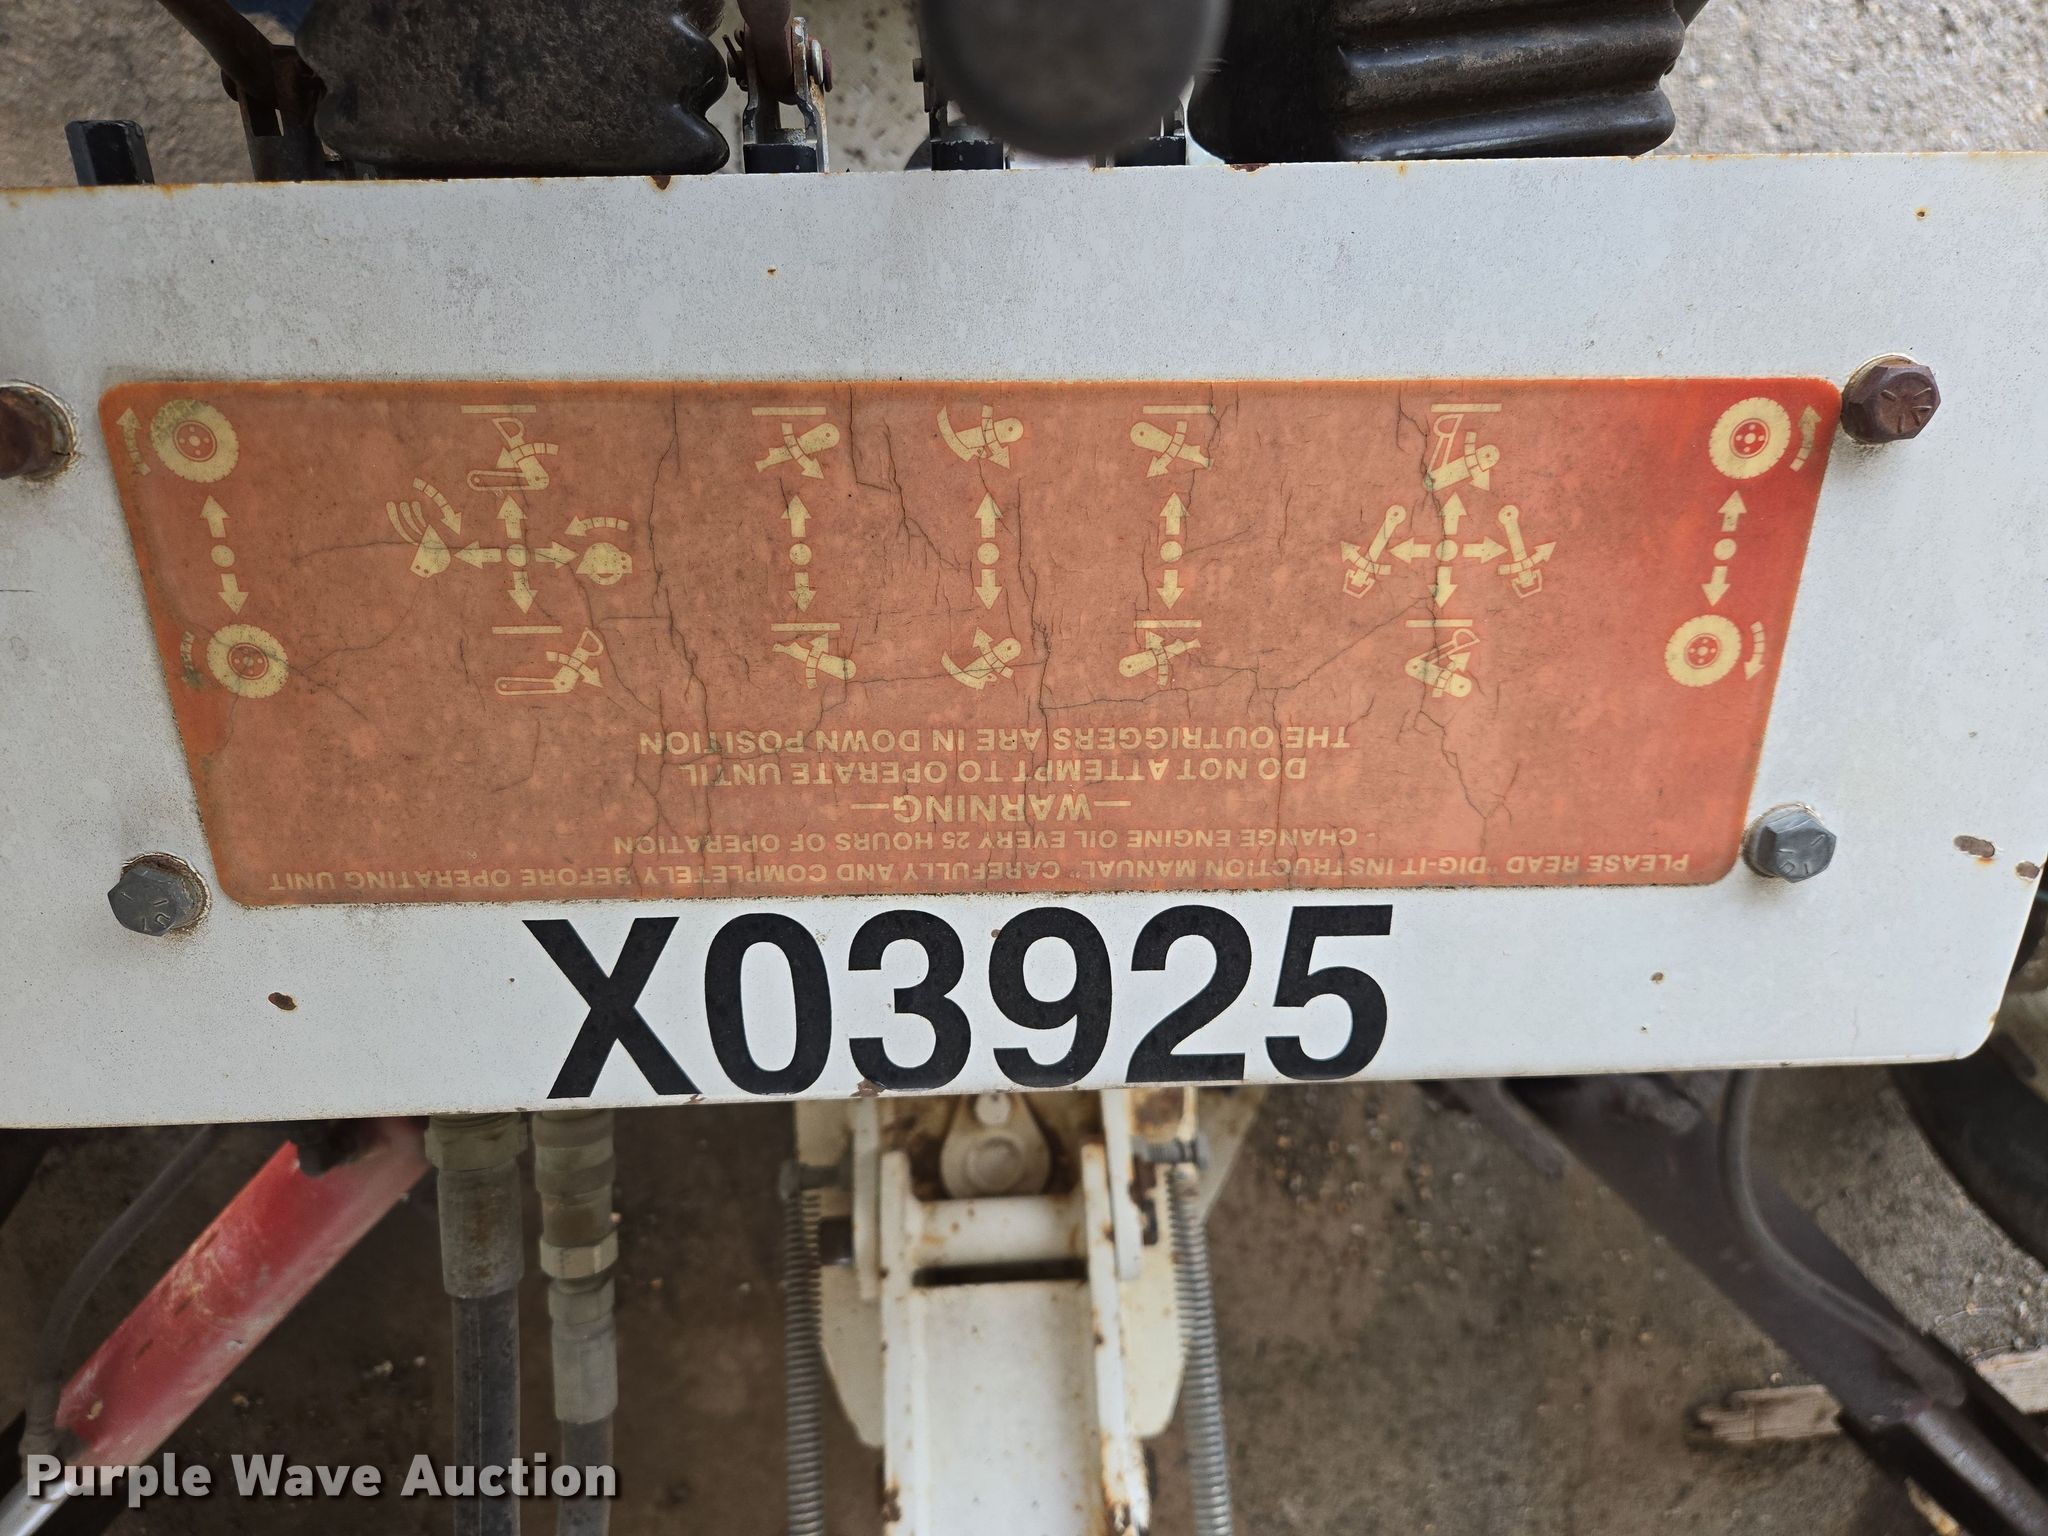 PLEASE READ "DIG-IT INSTRUCTION MANUAL" CAREFULLY AND COMPLETELY BEFORE OPERATING UNIT
- CHANGE ENGINE OIL EVERY 25 HOURS OF OPERATION
—WARNING—
DO NOT ATTEMPT TO OPERATE UNTIL
THE OUTRIGGERS ARE IN DOWN POSITION
X03925
Purple Wave Auction